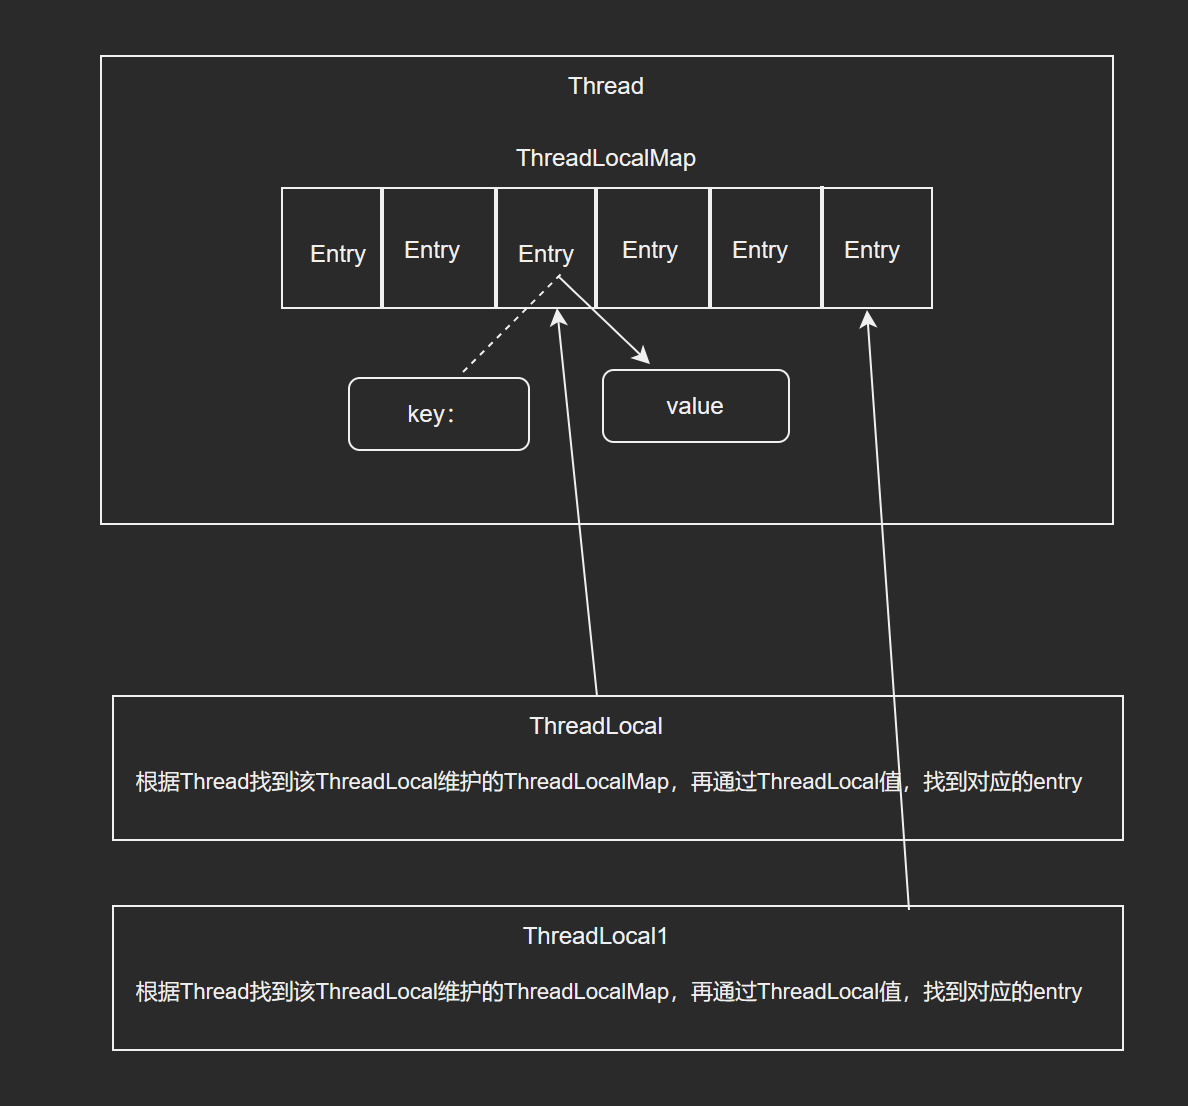 Thread
ThreadLocalMap
Entry Entry Entry Entry Entry Entry
key： value
ThreadLocal
根据Thread找到该ThreadLocal维护的ThreadLocalMap，再通过ThreadLocal值，找到对应的entry
ThreadLocal1
根据Thread找到该ThreadLocal维护的ThreadLocalMap，再通过ThreadLocal值，找到对应的entry